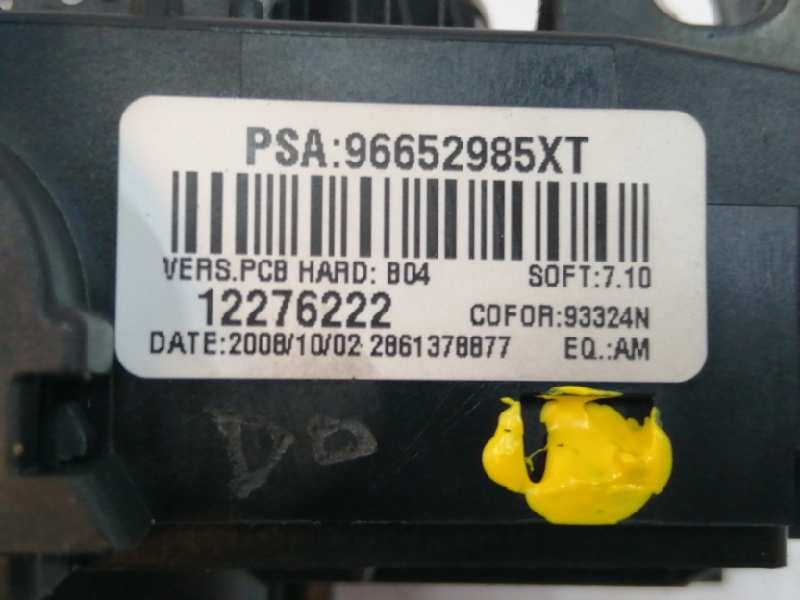 PSA:96652985XT
VERS.PCB HARD: B04 SOFT:7.10
12276222 COFOR:93324N
DATE:2008/10/02 2861378877 EQ.:AM